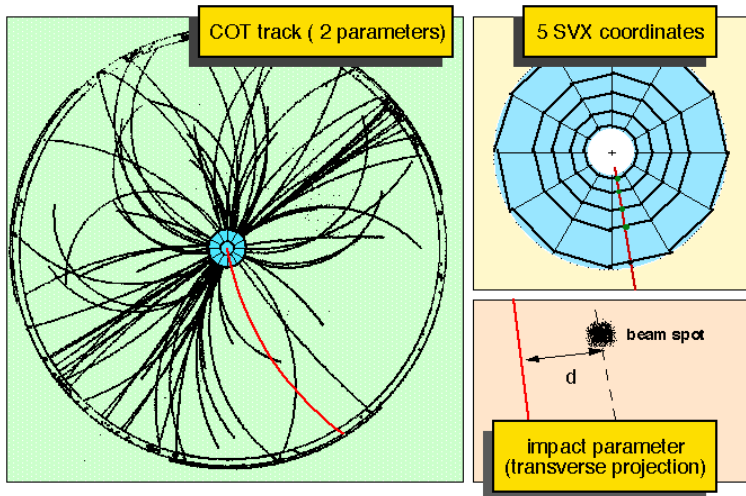 COT track ( 2 parameters)
5 SVX coordinates
beam spot
d
impact parameter
(transverse projection)